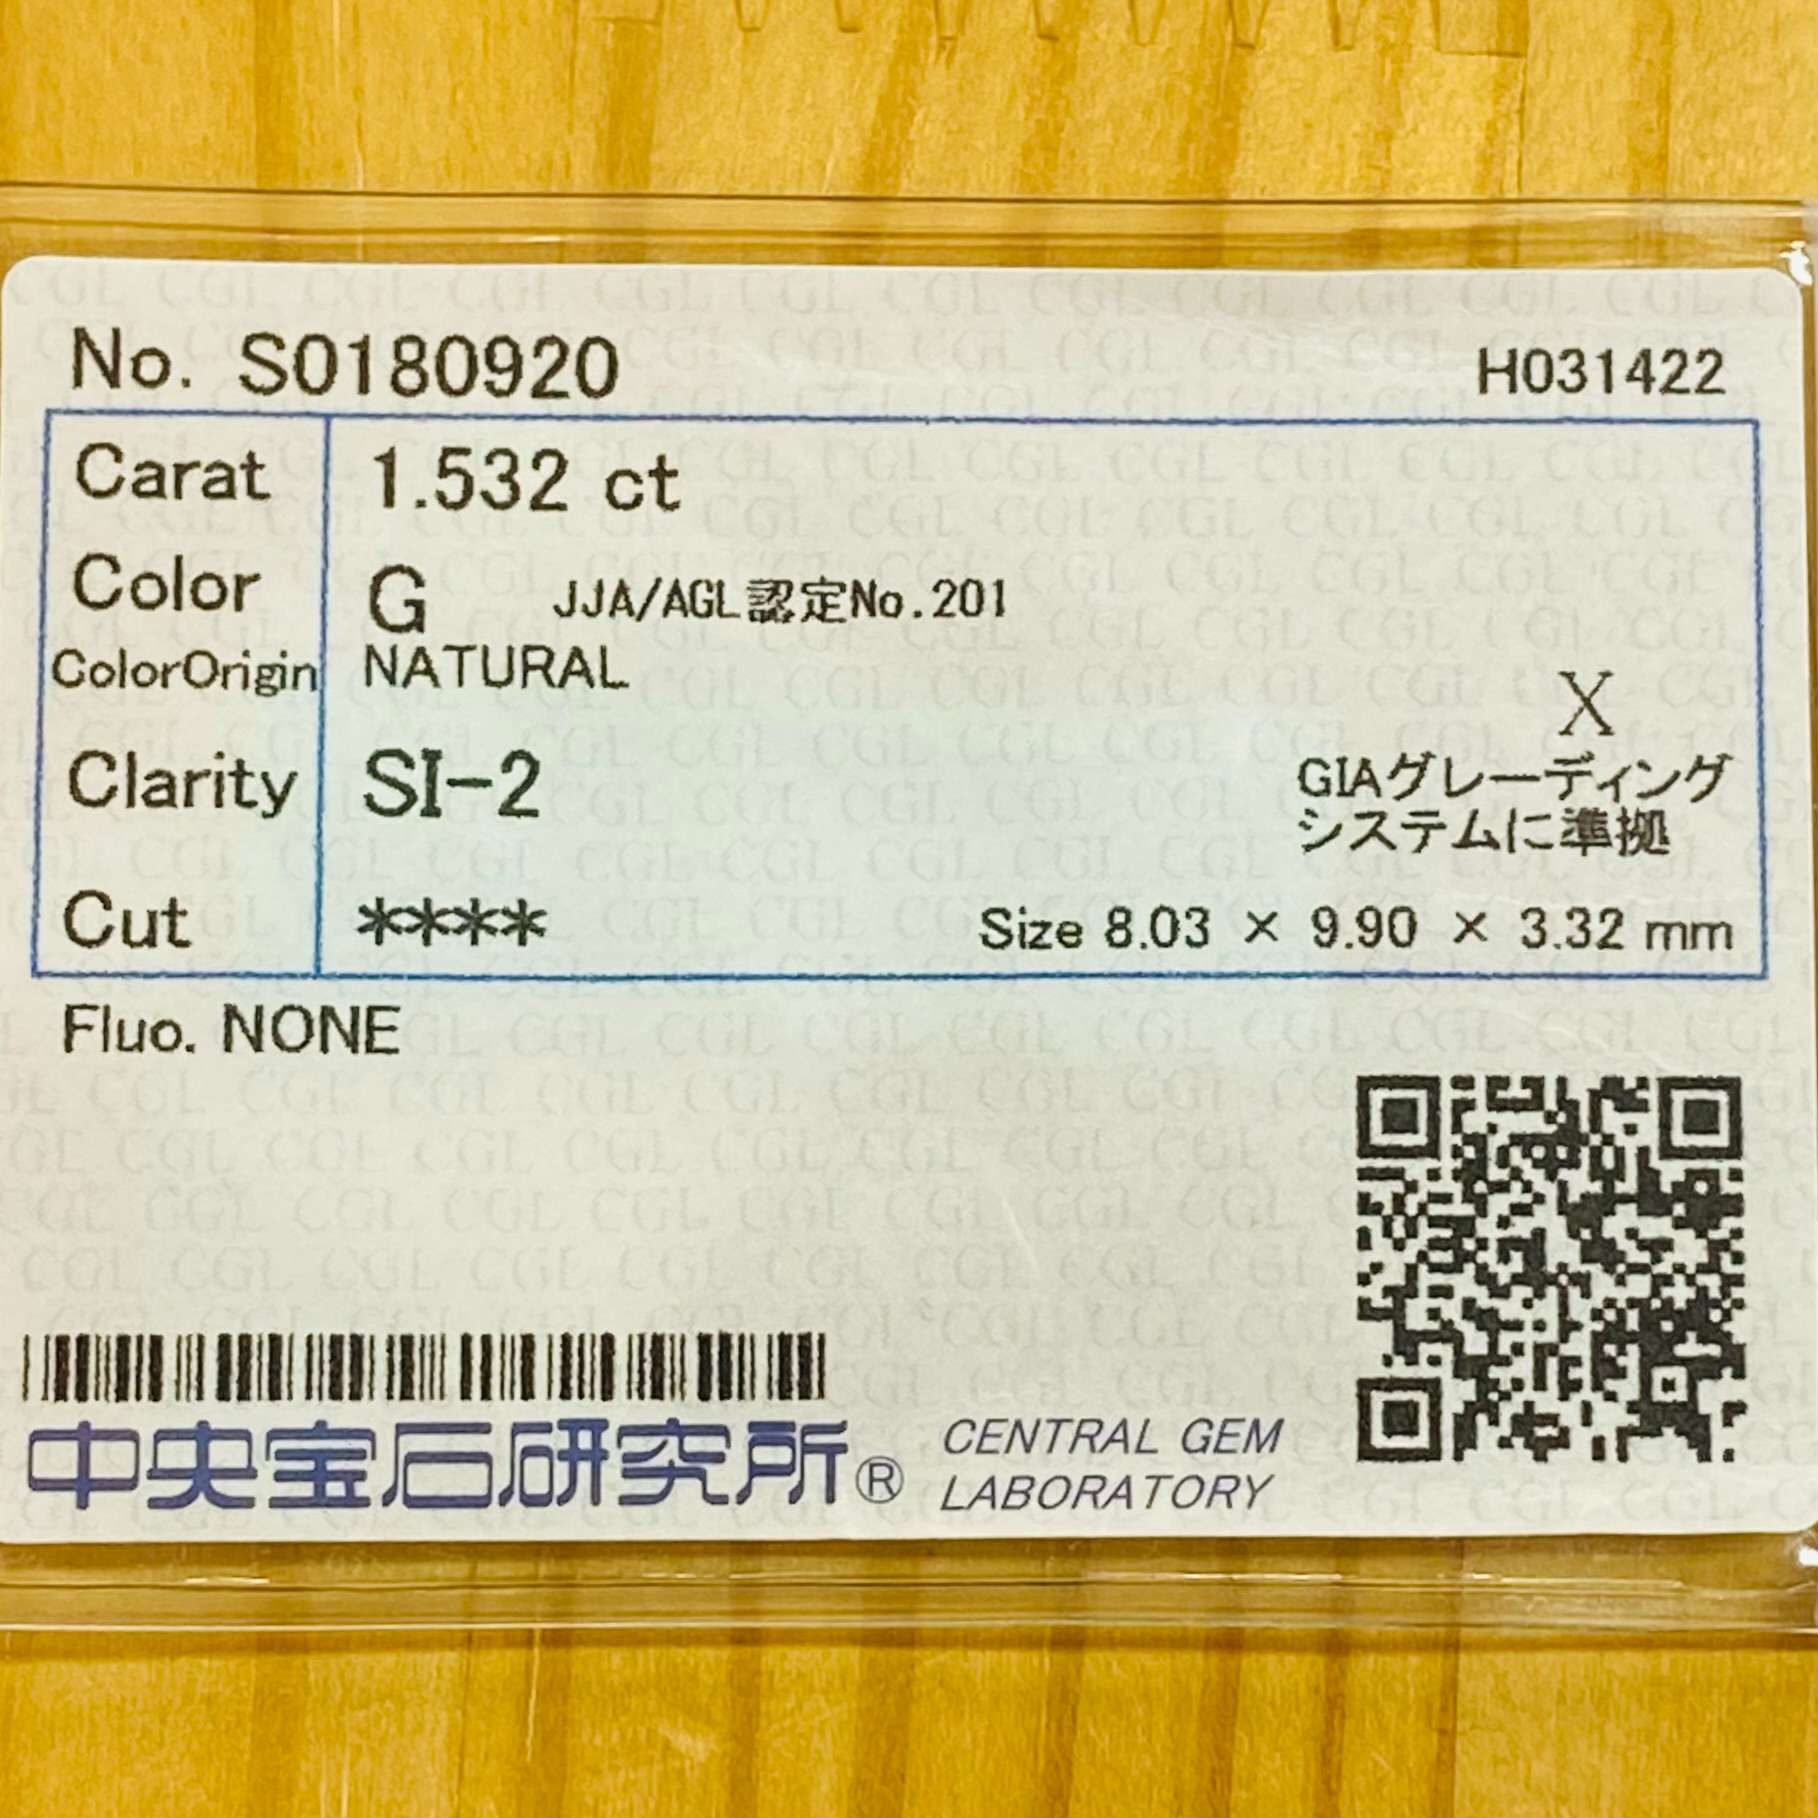 No. S0180920 H031422
Carat 1.532 ct
Color G JJA/AGL認定No.201
ColorOrigin NATURAL
X
Clarity SI-2 GIAグレーディング
システムに準拠
Cut **** Size 8.03 × 9.90 × 3.32 mm
Fluo. NONE
中央宝石研究所® CENTRAL GEM
LABORATORY